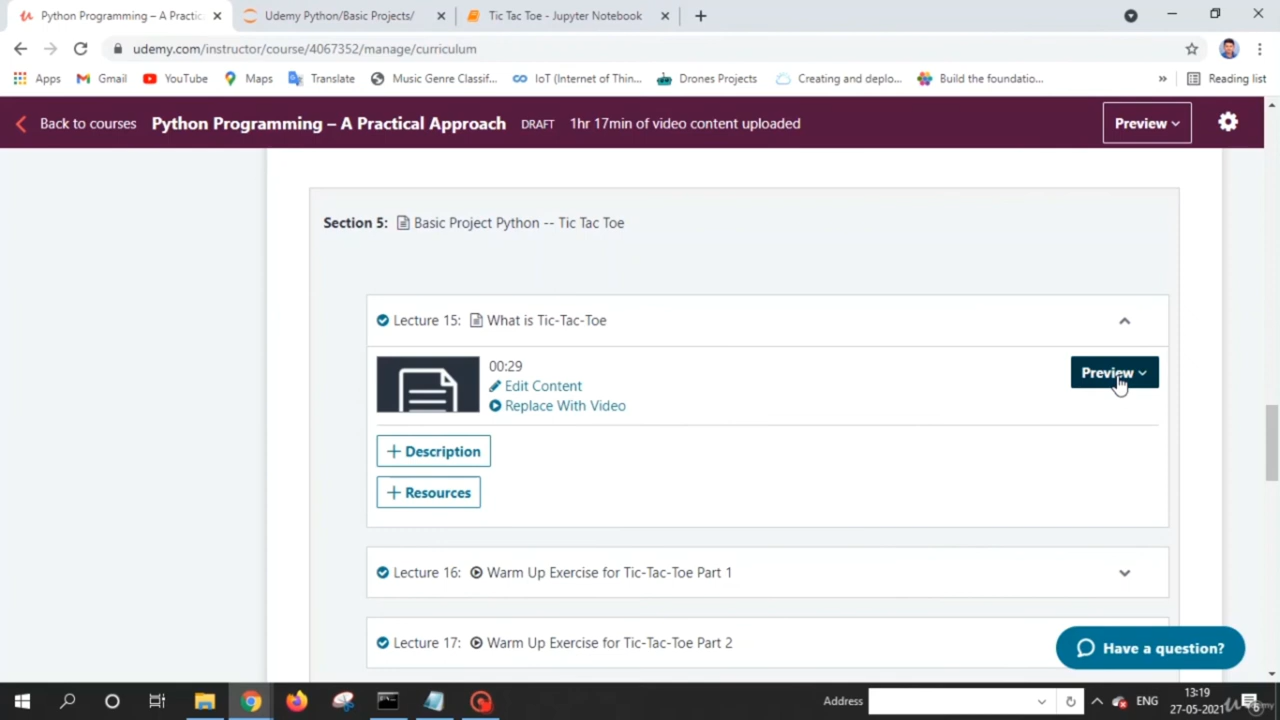 Python Programming – A Practic
Udemy Python/Basic Projects/
Tic Tac Toe - Jupyter Notebook
udemy.com/instructor/course/4067352/manage/curriculum
Apps
Gmail
YouTube
Maps
Translate
Music Genre Classif...
IoT (Internet of Thin...
Drones Projects
Creating and deplo...
Build the foundatio...
»
Reading list
Back to courses
Python Programming – A Practical Approach
DRAFT
1hr 17min of video content uploaded
Preview
Section 5: Basic Project Python -- Tic Tac Toe
Lecture 15: What is Tic-Tac-Toe
00:29
Edit Content
Replace With Video
Preview
+ Description
+ Resources
Lecture 16: Warm Up Exercise for Tic-Tac-Toe Part 1
Lecture 17: Warm Up Exercise for Tic-Tac-Toe Part 2
Have a question?
Address
ENG
13:19
27-05-2021